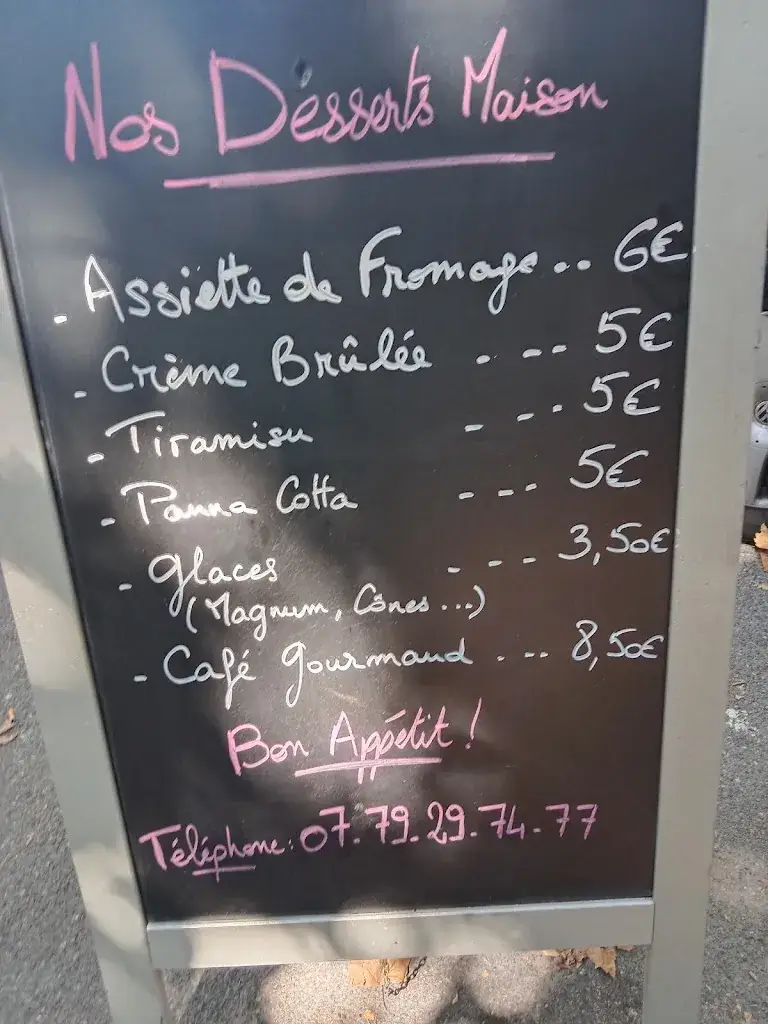 Nos Desserts Maison
- Assiette de Fromage .. 6€
- Crème Brûlée . - - - 5€
- Tiramisu - - - . 5€
- Panna Cotta - - - - 5€
- Glaces . - - - 3,50€
(Magnum, Cônes...)
- Café gourmand . - - - 8,50€
Bon Appétit !
Téléphone : 07.79.29.74.77